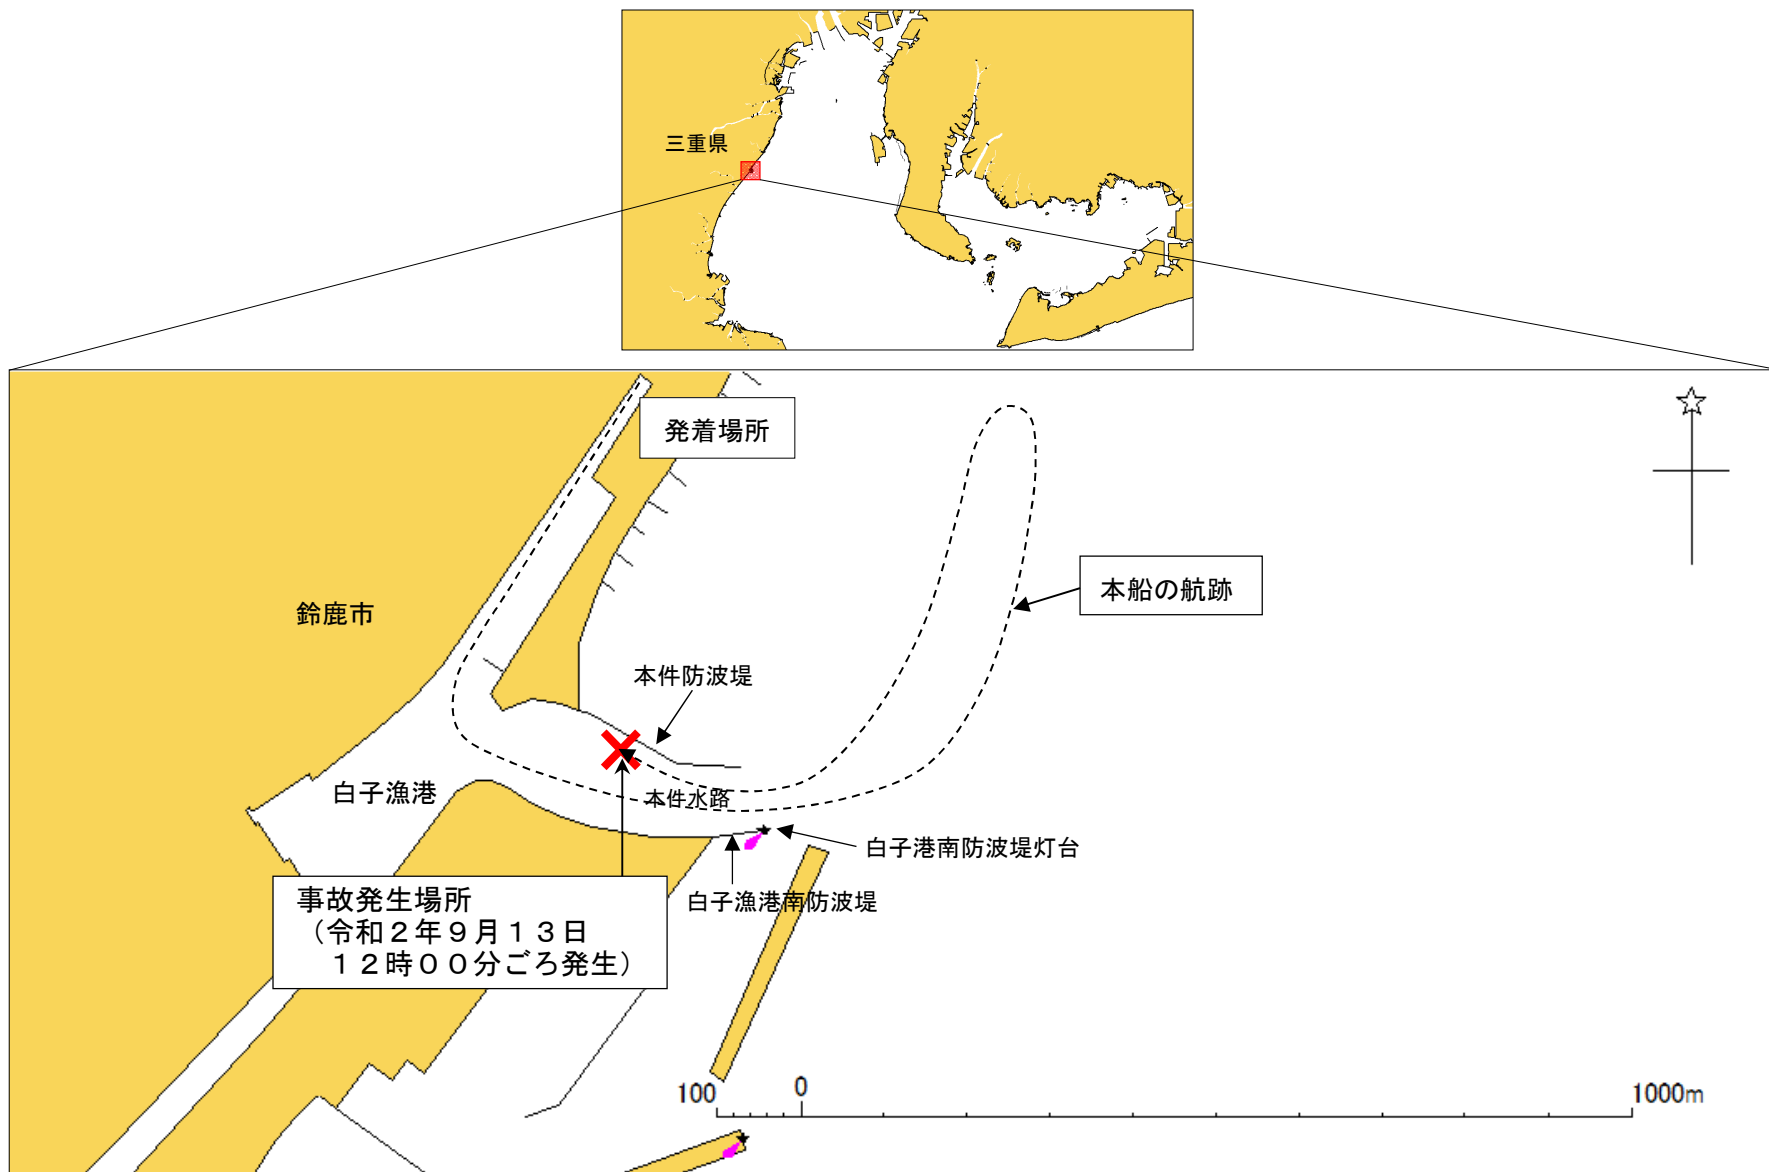 三重県
発着場所
本船の航跡
鈴鹿市
本件防波堤
白子漁港
本件水路
白子港南防波堤灯台
白子漁港南防波堤
事故発生場所
（令和２年９月１３日
１２時００分ごろ発生）
100 0 1000m